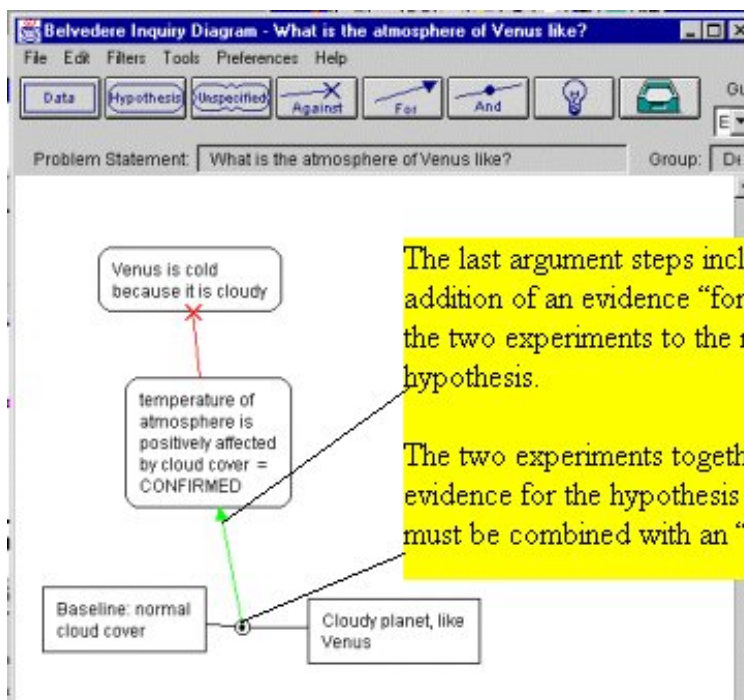 Belvedere Inquiry Diagram - What is the atmosphere of Venus like?
File Edit Filters Tools Preferences Help
Data Hypothesis Unspecified Against For And
Problem Statement: What is the atmosphere of Venus like? Group:
Venus is cold
because it is cloudy
The last argument steps
addition of an evidence “for
the two experiments to the
hypothesis.
temperature of
atmosphere is
positively affected
by cloud cover =
CONFIRMED
The two experiments
evidence for the hypothesis
must be combined with an “
Baseline: normal
cloud cover
Cloudy planet, like
Venus